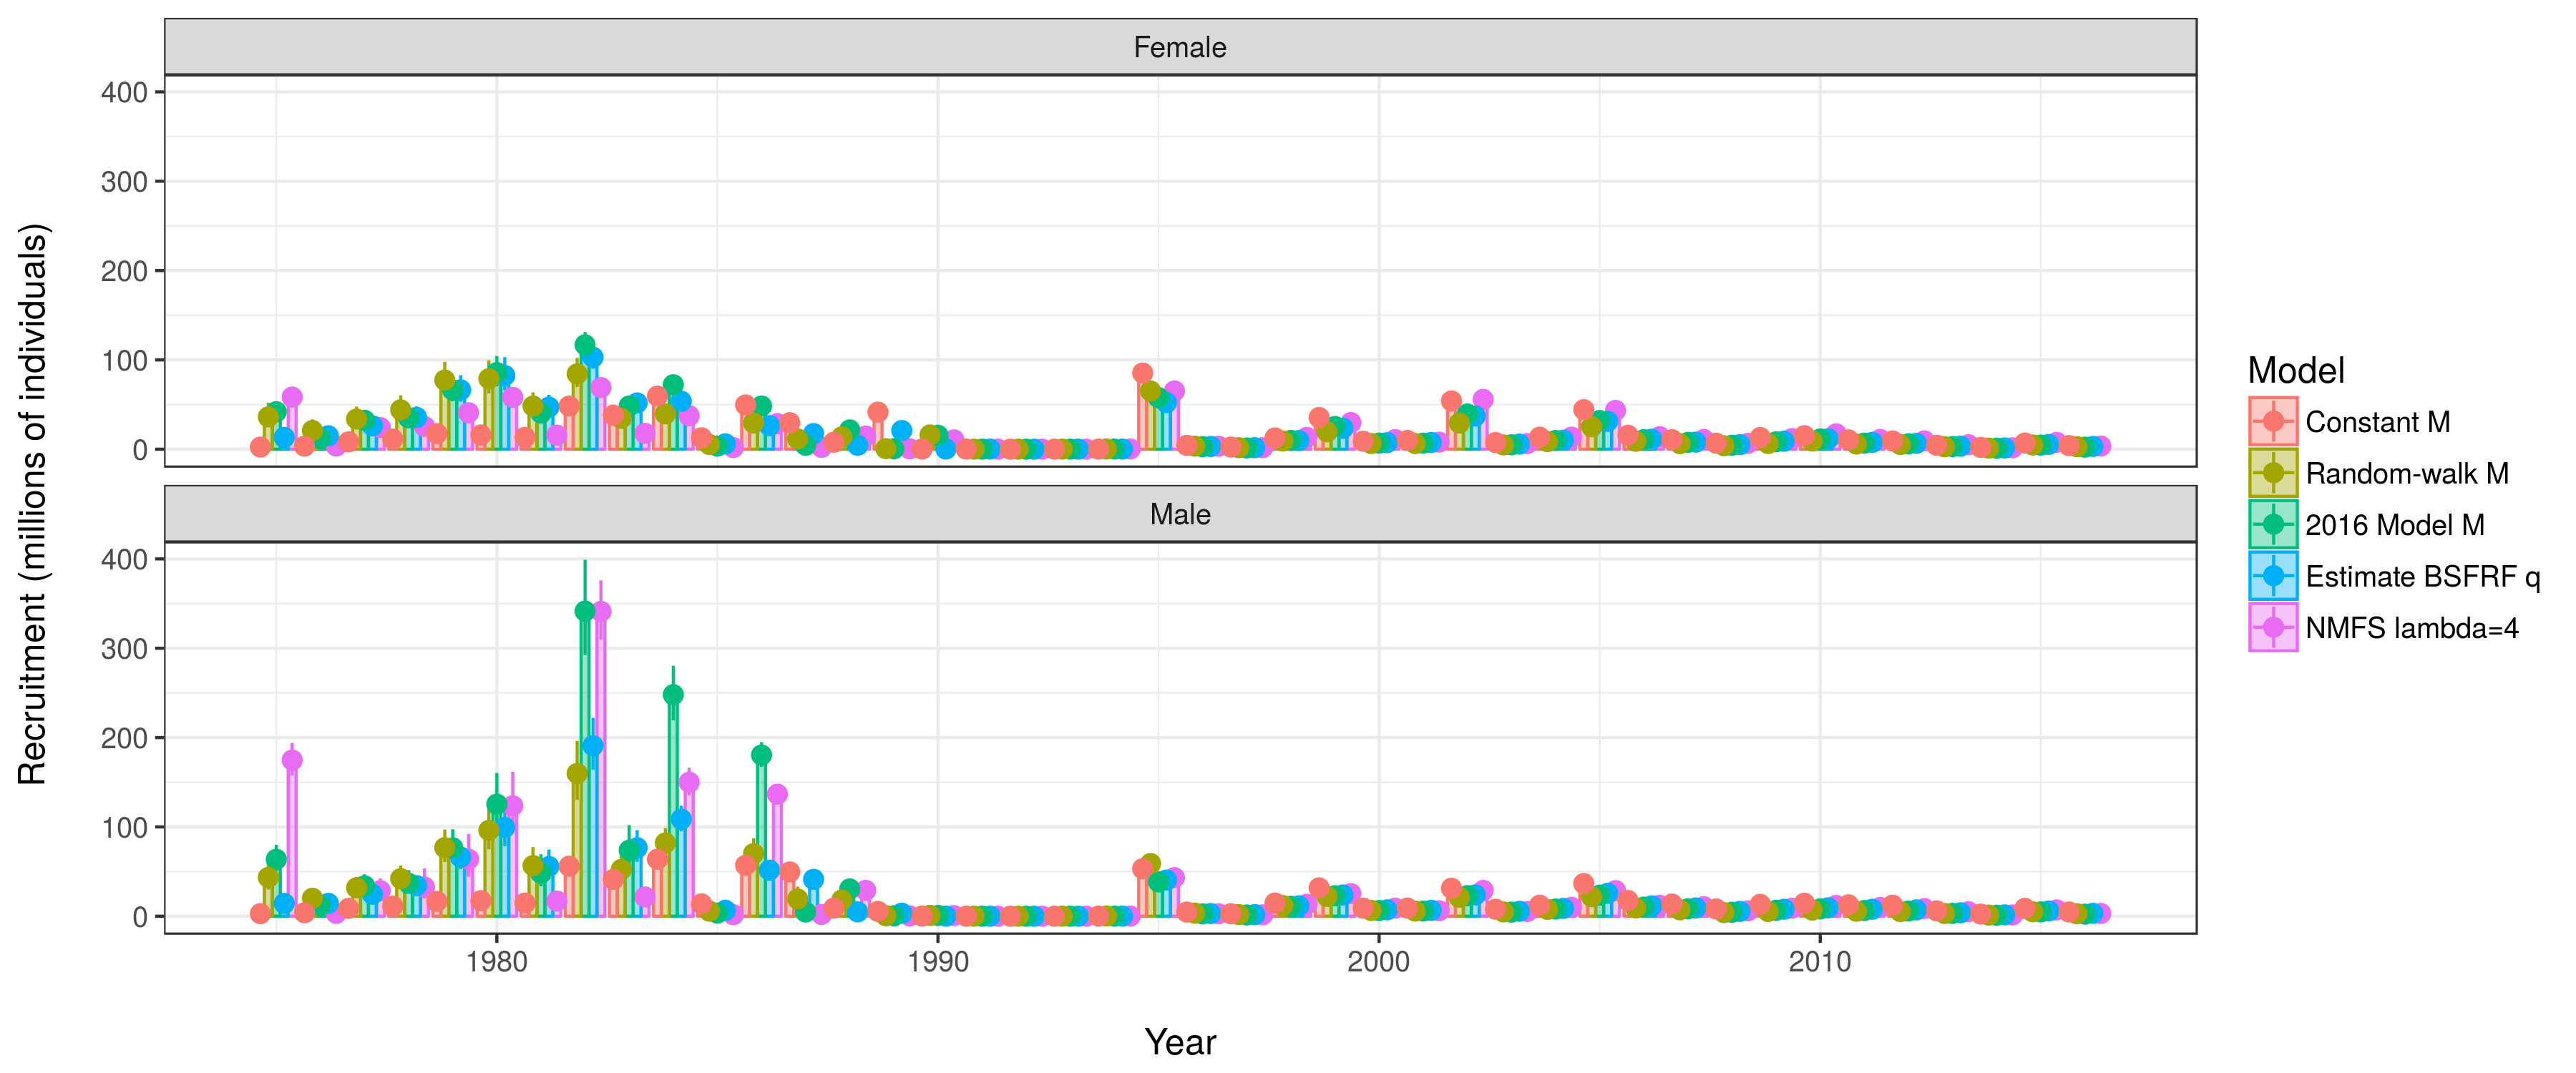 Female
400
300
200
100
0
Male
400
300
200
100
0
1980
1990
2000
2010
Year
Recruitment (millions of individuals)
Model
Constant M
Random-walk M
2016 Model M
Estimate BSFRF q
NMFS lambda=4